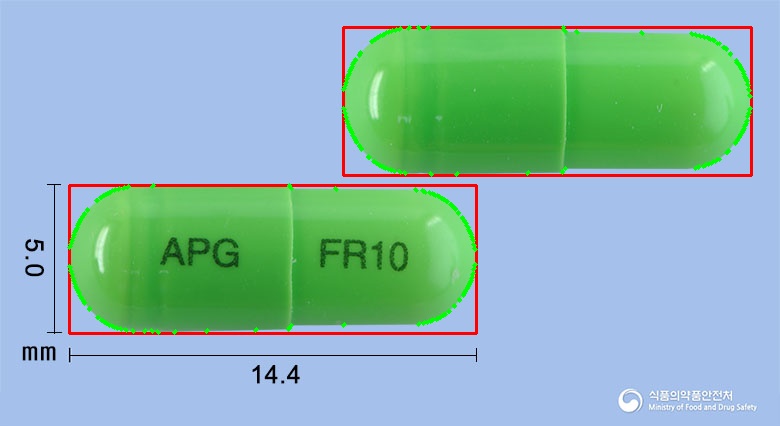 APG FR10
5.0
mm
14.4
식품의약품안전처
Ministry of Food and Drug Safety